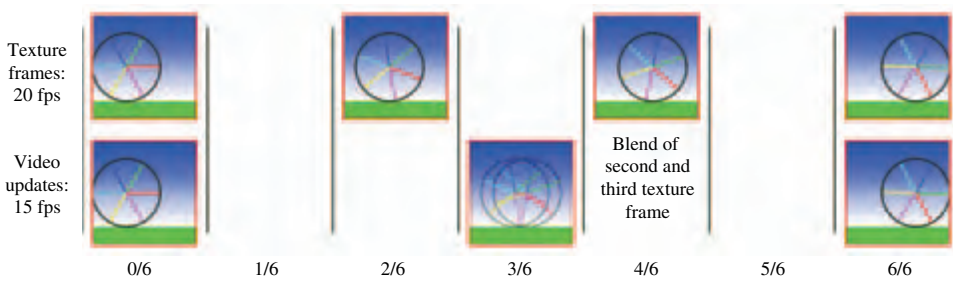 Texture
frames:
20 fps
Video
updates:
15 fps
Blend of
second and
third texture
frame
0/6 1/6 2/6 3/6 4/6 5/6 6/6